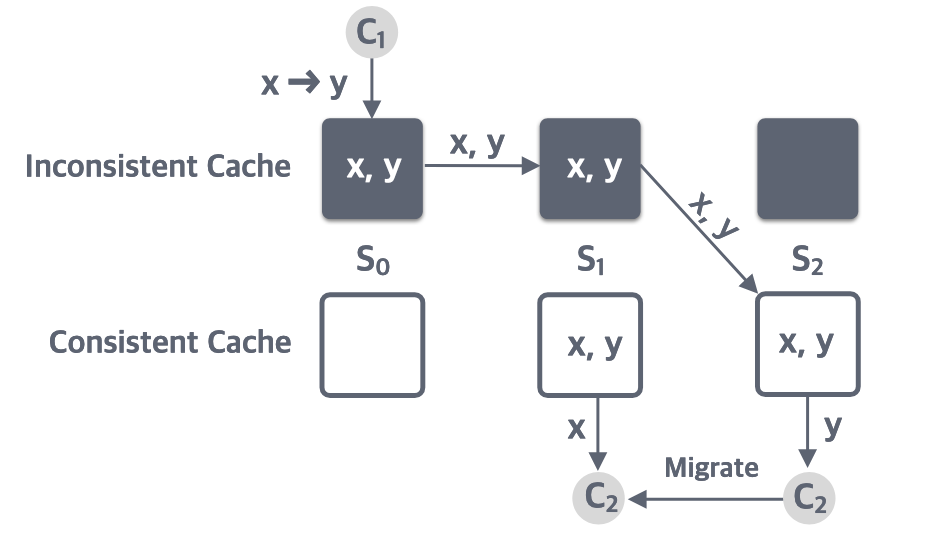 C₁
x → y
Inconsistent Cache
x, y
x, y
x, y
x, y
S₀
S₁
S₂
Consistent Cache
x, y
x, y
x
y
Migrate
C₂
C₂